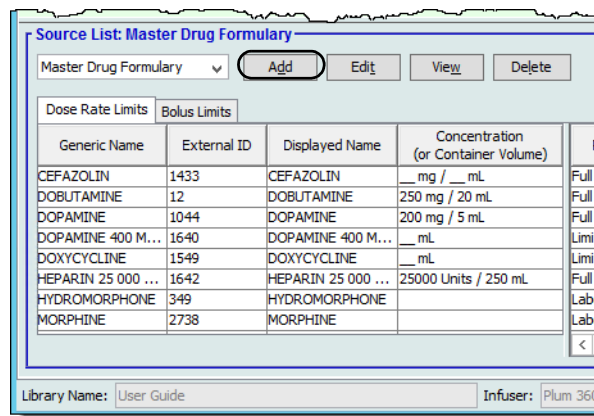 Source List: Master Drug Formulary
Master Drug Formulary Add Edit View Delete
Dose Rate Limits Bolus Limits
Generic Name External ID Displayed Name Concentration
(or Container Volume)
CEFAZOLIN 1433 CEFAZOLIN __ mg / __ mL Full
DOBUTAMINE 12 DOBUTAMINE 250 mg / 20 mL Full
DOPAMINE 1044 DOPAMINE 200 mg / 5 mL Full
DOPAMINE 400 M... 1640 DOPAMINE 400 M... __ mL Limi
DOXYCYCLINE 1549 DOXYCYCLINE __ mL Limi
HEPARIN 25 000 ... 1642 HEPARIN 25 000 ... 25000 Units / 250 mL Full
HYDROMORPHONE 349 HYDROMORPHONE Lab
MORPHINE 2738 MORPHINE Lab
Library Name: User Guide Infuser: Plum 360